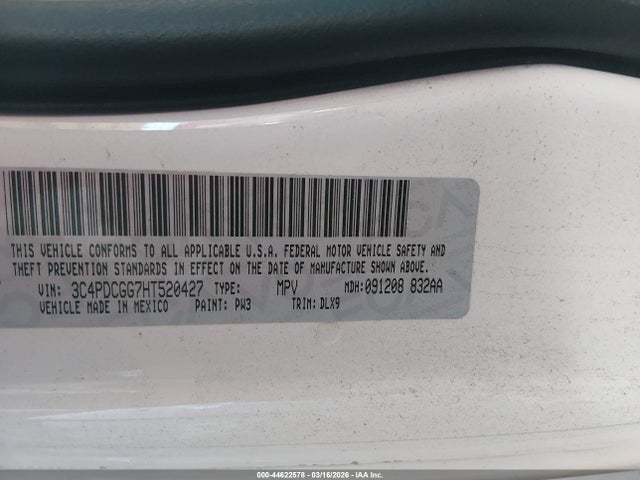 THIS VEHICLE CONFORMS TO ALL APPLICABLE U.S.A. FEDERAL MOTOR VEHICLE SAFETY AND
THEFT PREVENTION STANDARDS IN EFFECT ON THE DATE OF MANUFACTURE SHOWN ABOVE.
VIN: 3C4PDCGG7HT520427 TYPE: MPV MDH:091208 832AA
VEHICLE MADE IN MEXICO PAINT: PW3 TRIM: DLX9
000-44622578 - 03/16/2026 - IAA Inc.